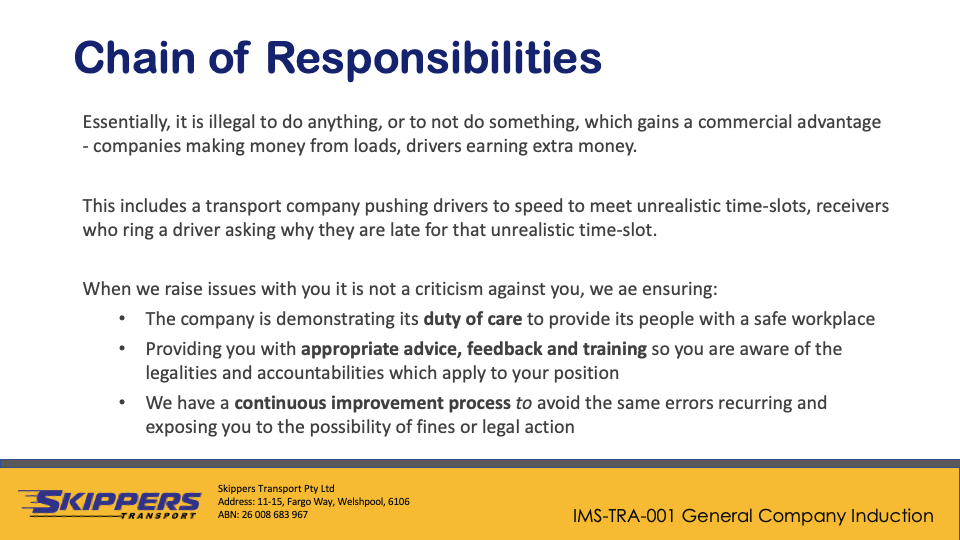 Chain of Responsibilities
Essentially, it is illegal to do anything, or to not do something, which gains a commercial advantage
- companies making money from loads, drivers earning extra money.
This includes a transport company pushing drivers to speed to meet unrealistic time-slots, receivers
who ring a driver asking why they are late for that unrealistic time-slot.
When we raise issues with you it is not a criticism against you, we ae ensuring:
• The company is demonstrating its duty of care to provide its people with a safe workplace
• Providing you with appropriate advice, feedback and training so you are aware of the
legalities and accountabilities which apply to your position
• We have a continuous improvement process to avoid the same errors recurring and
exposing you to the possibility of fines or legal action
SKIPPERS
TRANSPORT
Skippers Transport Pty Ltd
Address: 11-15, Fargo Way, Welshpool, 6106
ABN: 26 008 683 967
IMS-TRA-001 General Company Induction